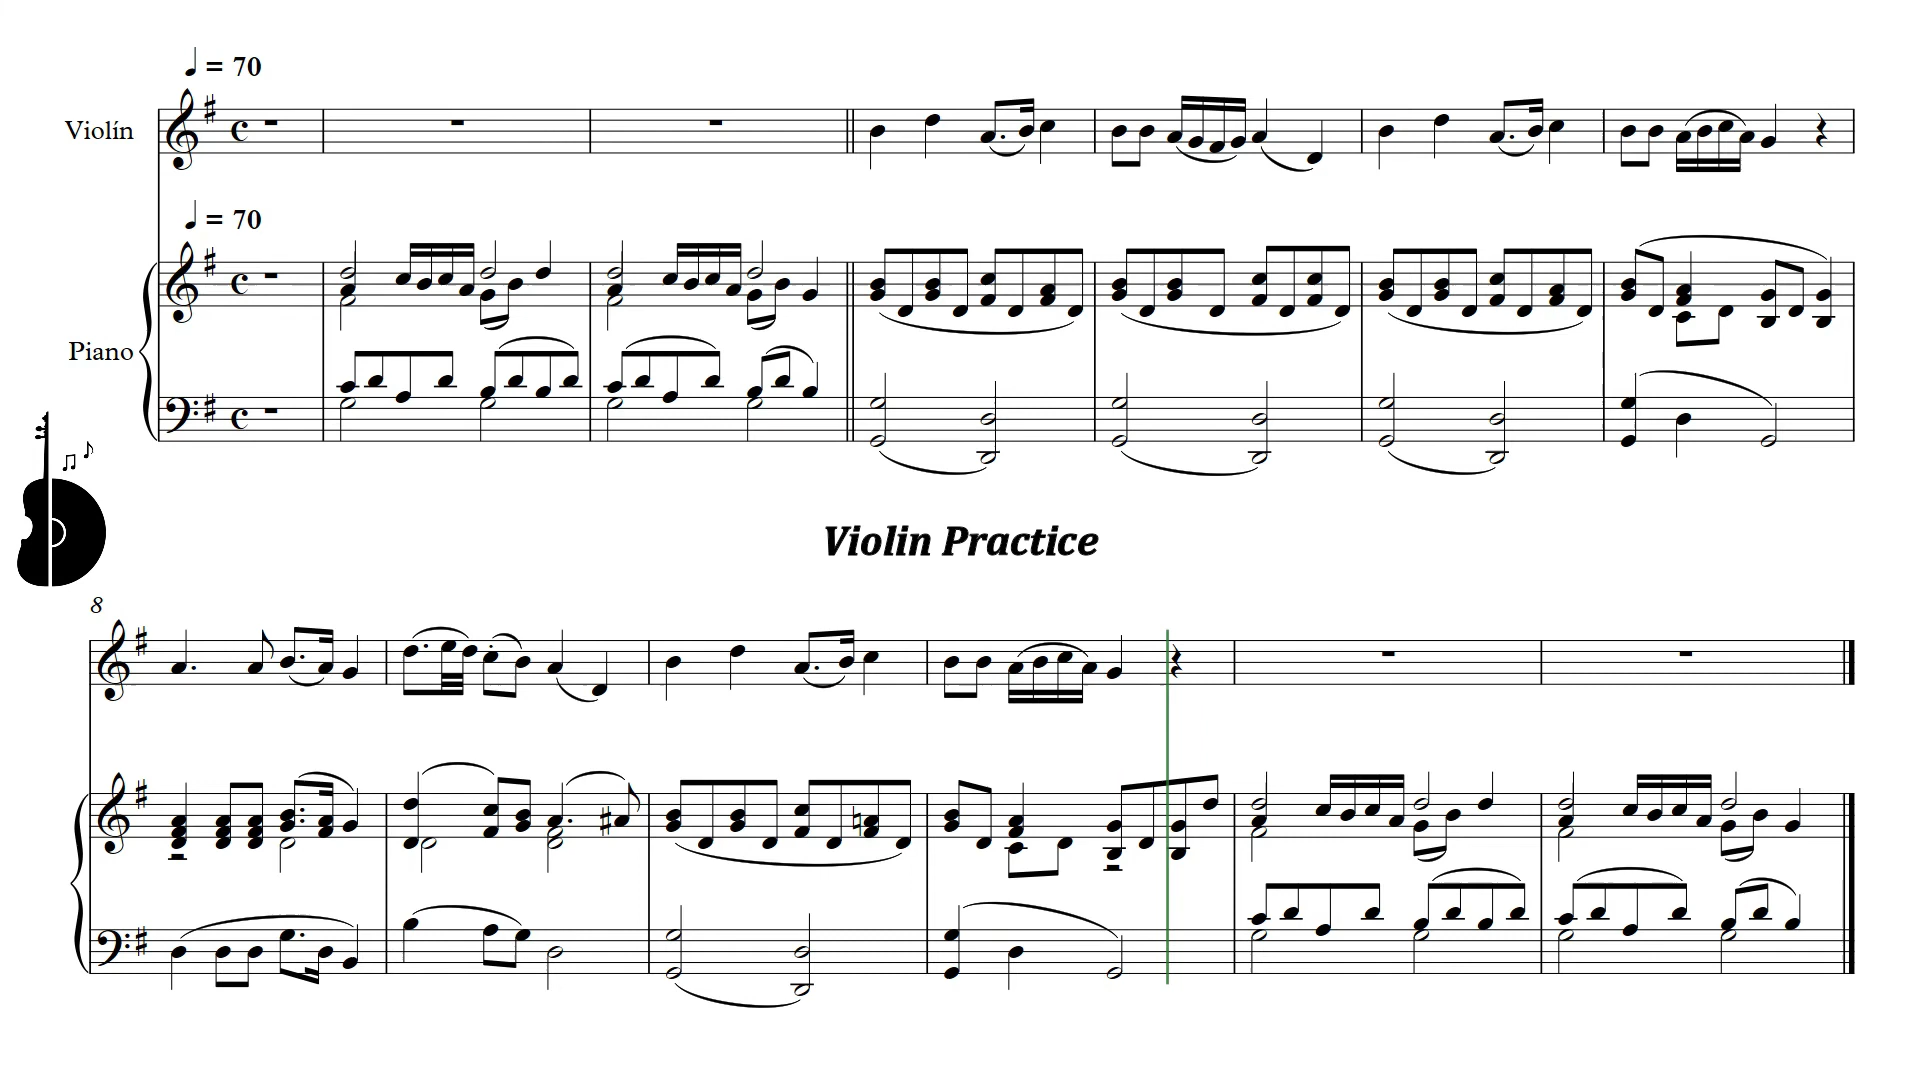 ♩ = 70
Violín
♩ = 70
Piano
Violin Practice
8